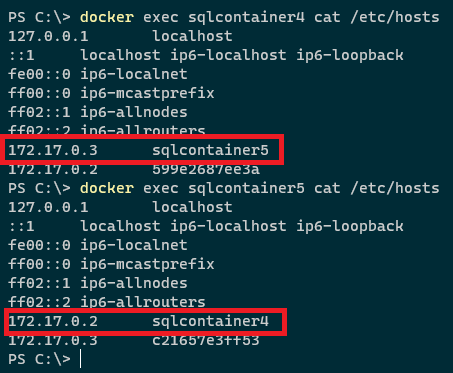 PS C:\> docker exec sqlcontainer4 cat /etc/hosts
127.0.0.1 localhost
::1 localhost ip6-localhost ip6-loopback
fe00::0 ip6-localnet
ff00::0 ip6-mcastprefix
ff02::1 ip6-allnodes
ff02::2 ip6-allrouters
172.17.0.3 sqlcontainer5
172.17.0.2 599e2687ee3a
PS C:\> docker exec sqlcontainer5 cat /etc/hosts
127.0.0.1 localhost
::1 localhost ip6-localhost ip6-loopback
fe00::0 ip6-localnet
ff00::0 ip6-mcastprefix
ff02::1 ip6-allnodes
ff02::2 ip6-allrouters
172.17.0.2 sqlcontainer4
172.17.0.3 c21657e3ff53
PS C:\>